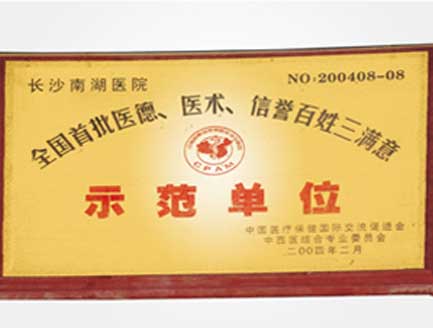 长沙南湖医院
NO:200408-08
全国首批医德、医术、信誉百姓三满意
CPAM
示范单位
中国医疗保健国际交流促进会
中西医结合专业委员会
二00四年二月